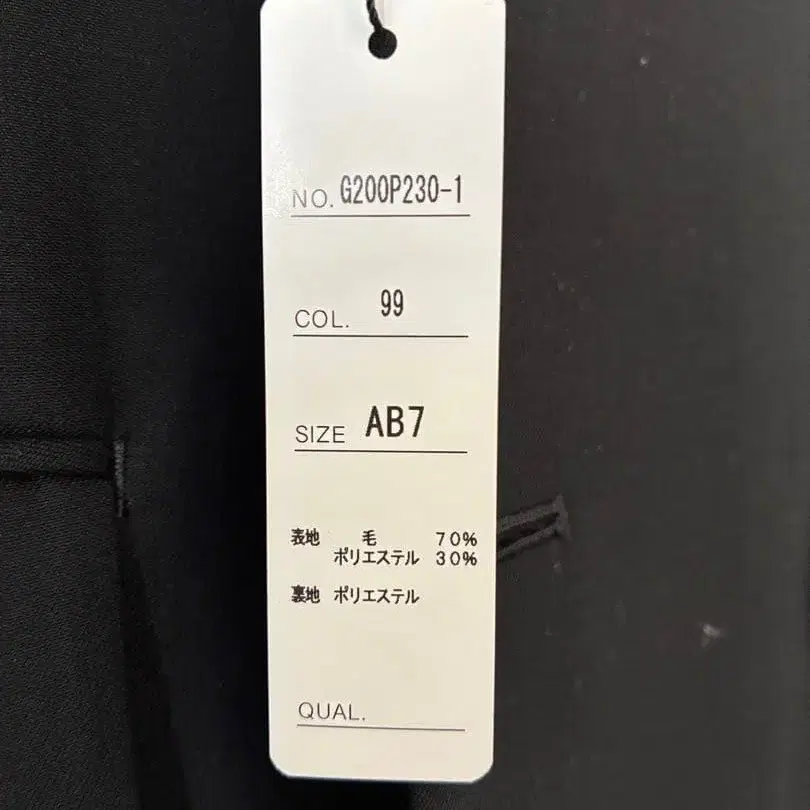 NO. G200P230-1
COL. 99
SIZE AB7
表地 毛 70%
ポリエステル 30%
裏地 ポリエステル
QUAL.